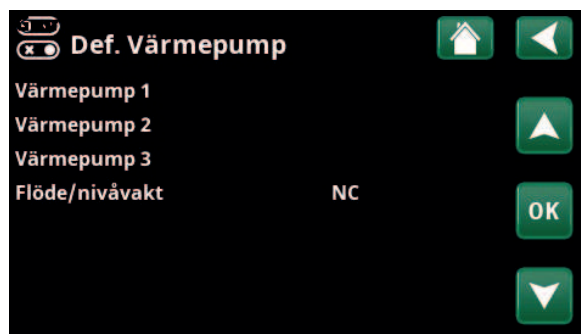 Def. Värmepump
Värmepump 1
Värmepump 2
Värmepump 3
Flöde/nivåvakt NC
OK